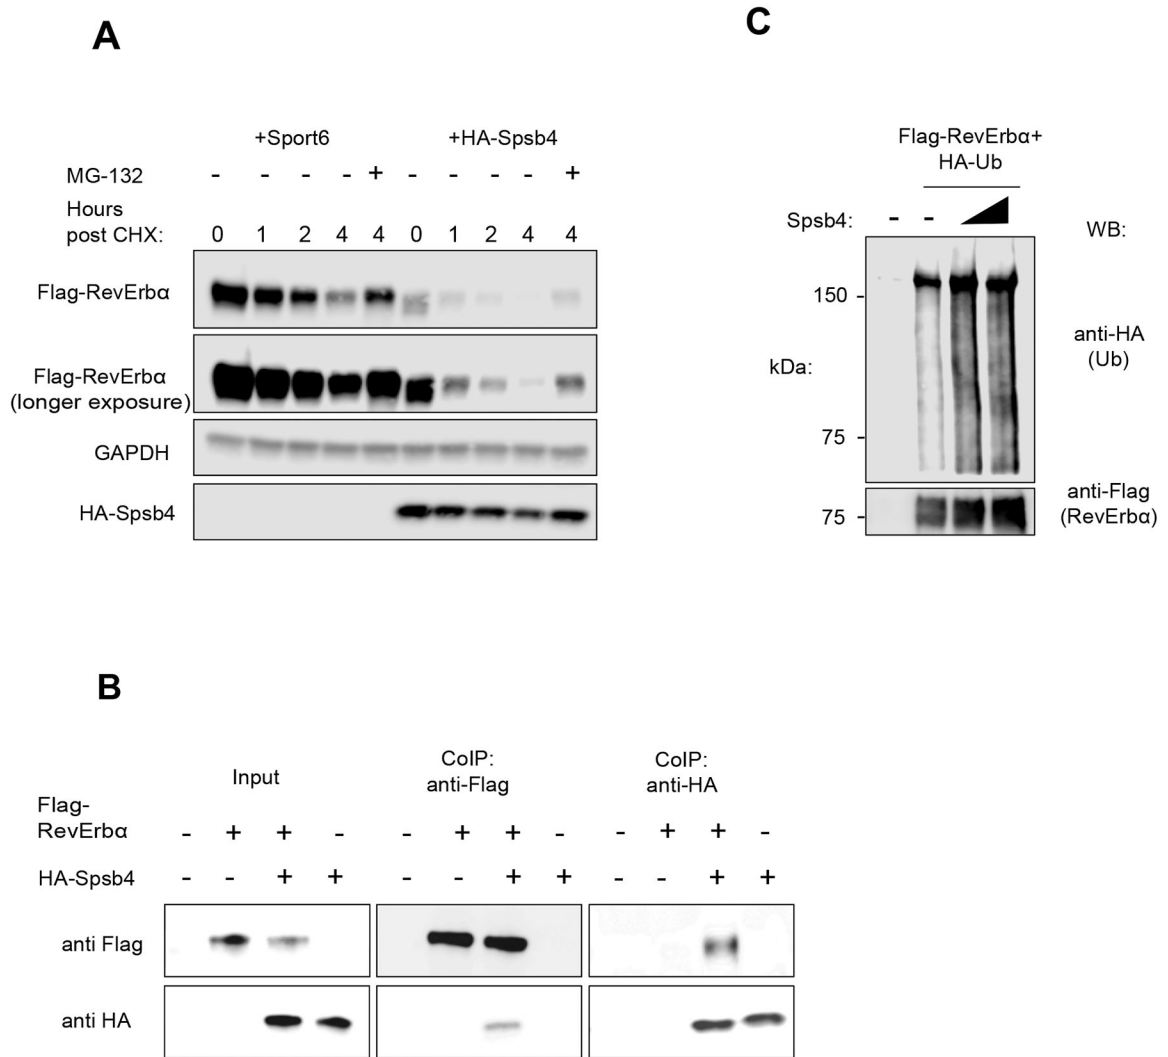 A
+Sport6 +HA-Spsb4
MG-132 - - - - + - - - - +
Hours
post CHX: 0 1 2 4 4 0 1 2 4 4
Flag-RevErbα
Flag-RevErbα
(longer exposure)
GAPDH
HA-Spsb4
C
Flag-RevErbα+
HA-Ub
Spsb4: - -
WB:
150 -
anti-HA
(Ub)
kDa:
75 -
anti-Flag
(RevErbα)
75 -
B
Input
CoIP:
anti-Flag
CoIP:
anti-HA
Flag-
RevErbα - + + - - + + - - + + -
HA-Spsb4 - - + + - - + + - - + +
anti Flag
anti HA